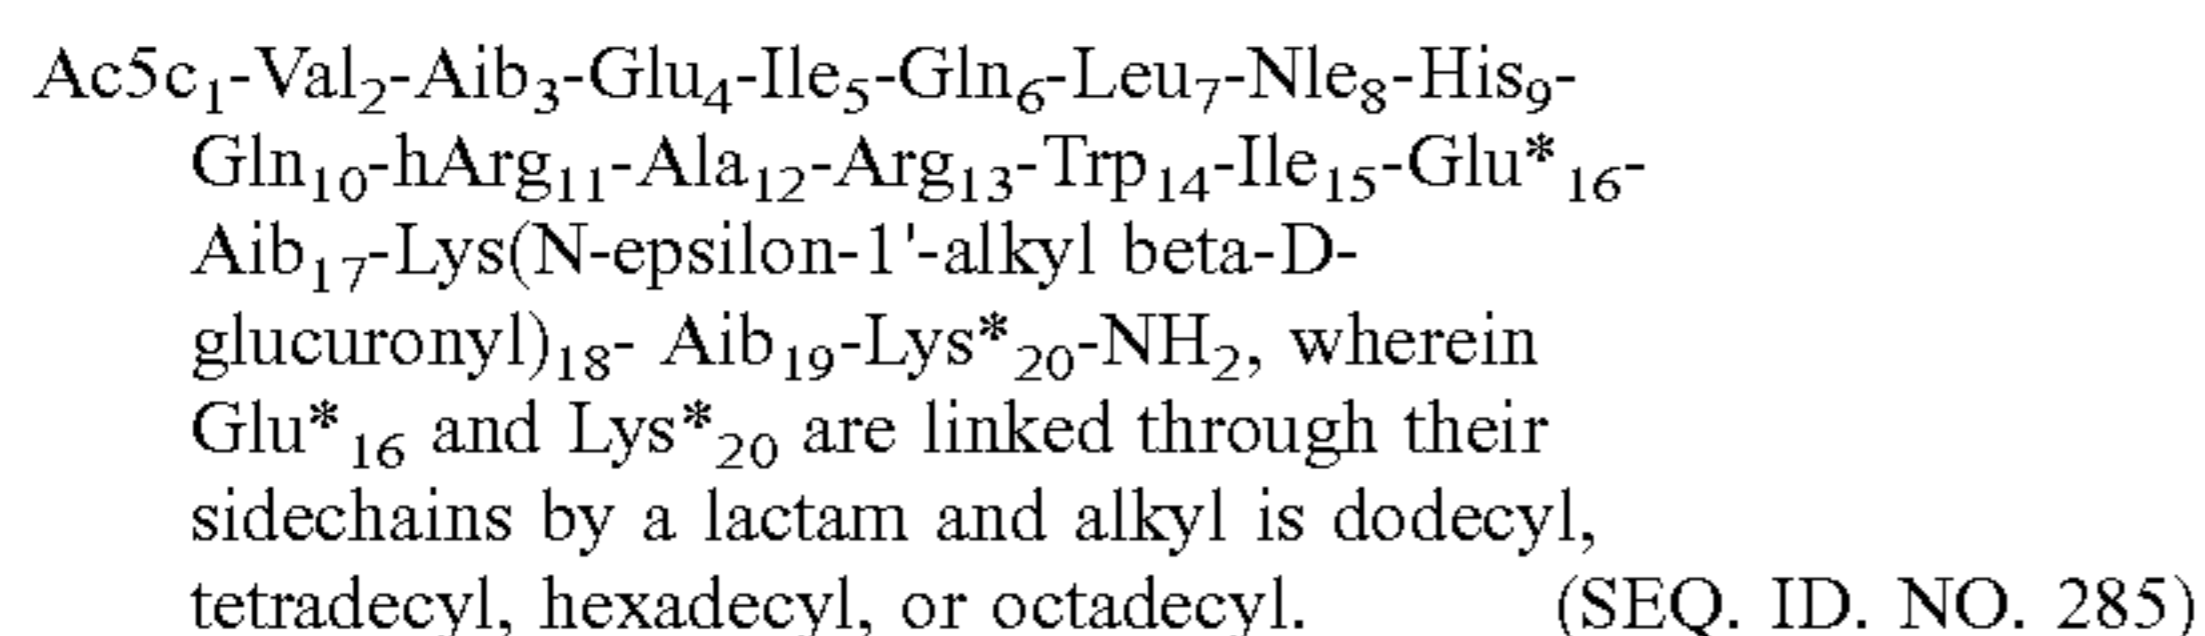 Ac5c₁-Val₂-Aib₃-Glu₄-Ile₅-Gln₆-Leu₇-Nle₈-His₉-
Gln₁₀-hArg₁₁-Ala₁₂-Arg₁₃-Trp₁₄-Ile₁₅-Glu*₁₆-
Aib₁₇-Lys(N-epsilon-1'-alkyl beta-D-
glucuronyl)₁₈- Aib₁₉-Lys*₂₀-NH₂, wherein
Glu*₁₆ and Lys*₂₀ are linked through their
sidechains by a lactam and alkyl is dodecyl,
tetradecyl, hexadecyl, or octadecyl. (SEQ. ID. NO. 285)